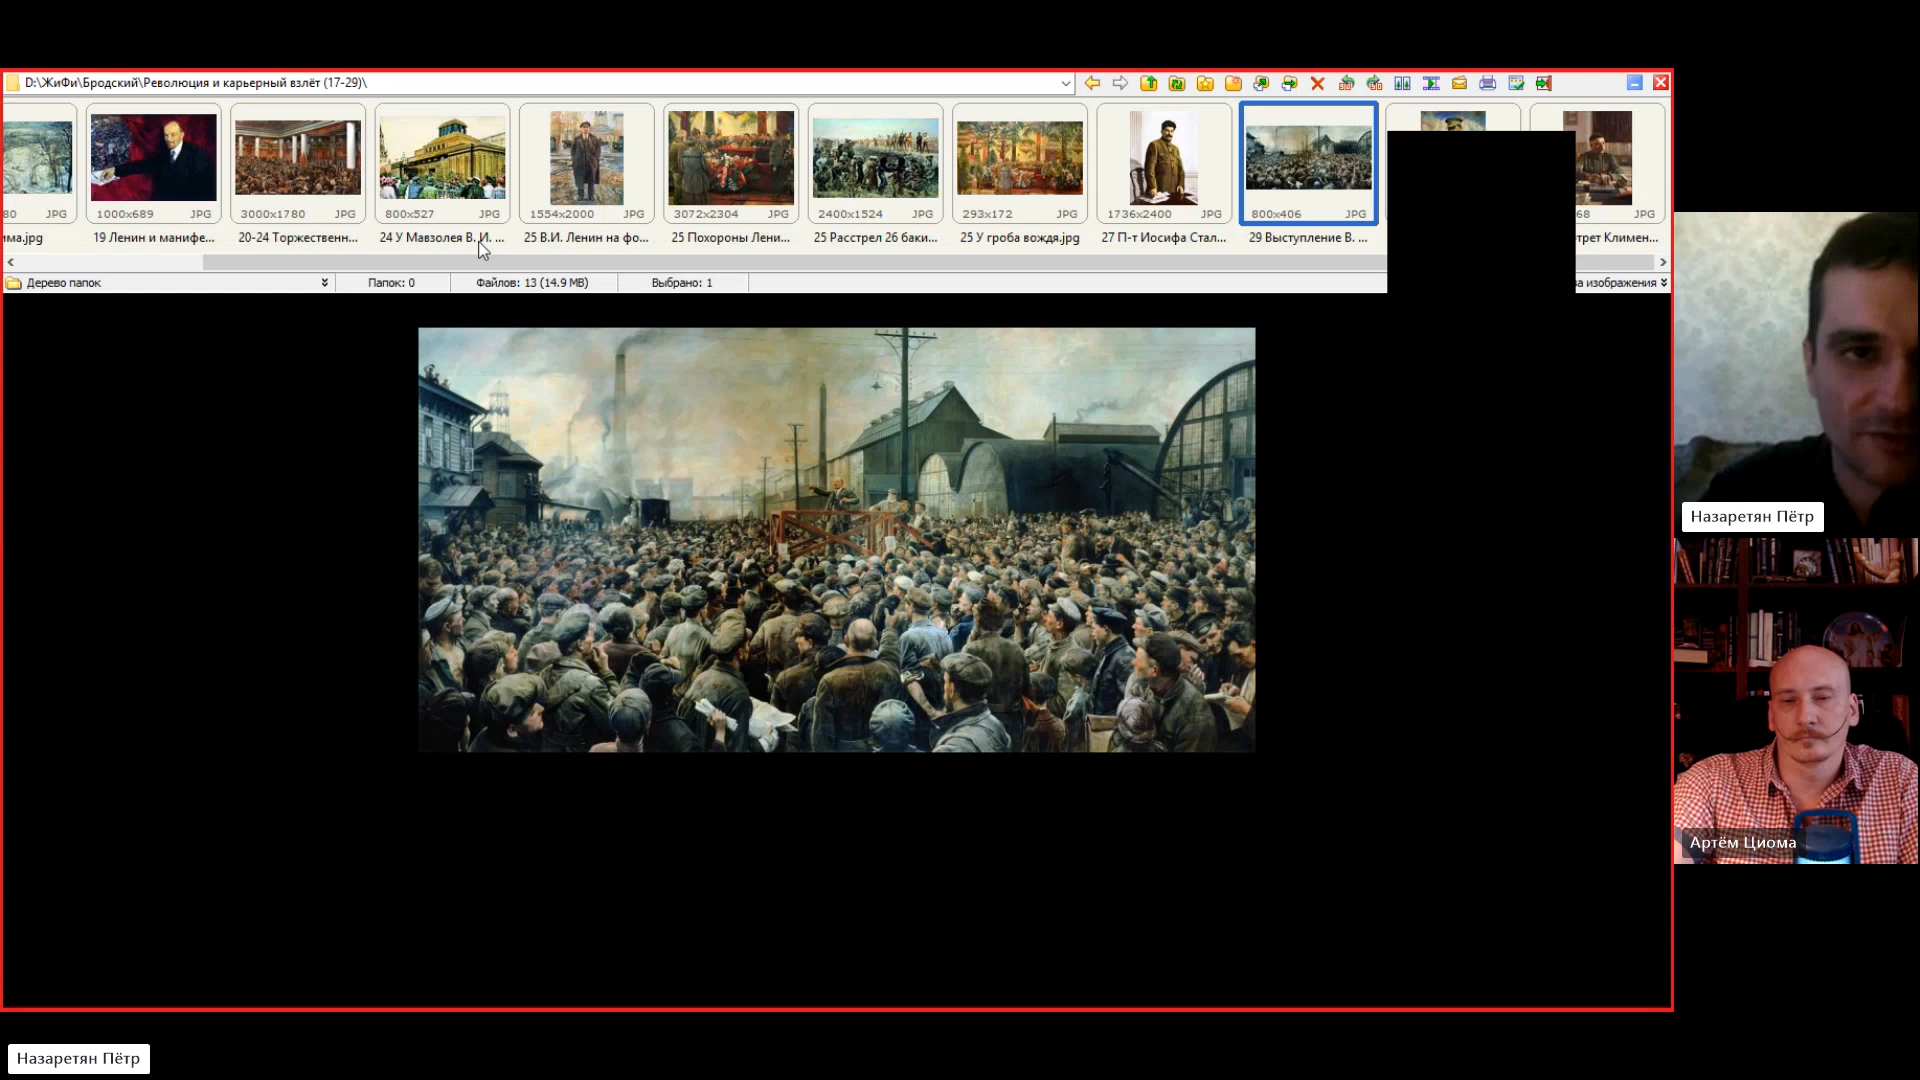 D:\ЖиФи\Бродский\Революция и карьерный взлёт (17-29)\
80 JPG
1000x689 JPG
3000x1780 JPG
800x527 JPG
1554x2000 JPG
3072x2304 JPG
2400x1524 JPG
293x172 JPG
1736x2400 JPG
800x406 JPG
68 JPG
има.jpg
19 Ленин и манифе...
20-24 Торжественн...
24 У Мавзолея В. И. ...
25 В.И. Ленин на фо...
25 Похороны Лени...
25 Расстрел 26 баки...
25 У гроба вождя.jpg
27 П-т Иосифа Стал...
29 Выступление В. ...
трет Климен...
Дерево папок
Папок: 0
Файлов: 13 (14.9 MB)
Выбрано: 1
а изображения
Назаретян Пётр
Артём Циома
Назаретян Пётр